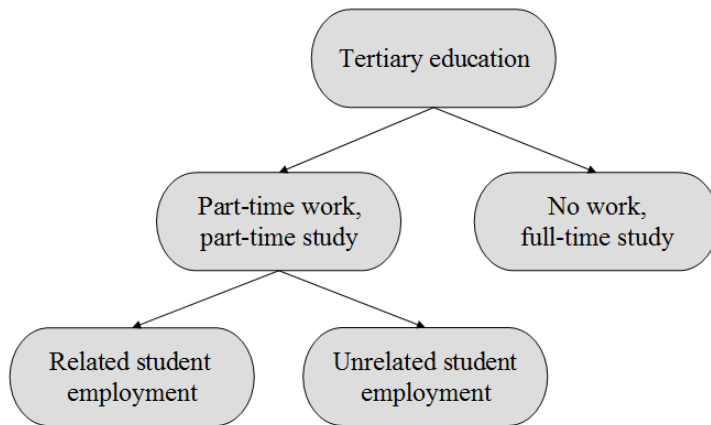 Tertiary education
Part-time work,
part-time study
No work,
full-time study
Related student
employment
Unrelated student
employment